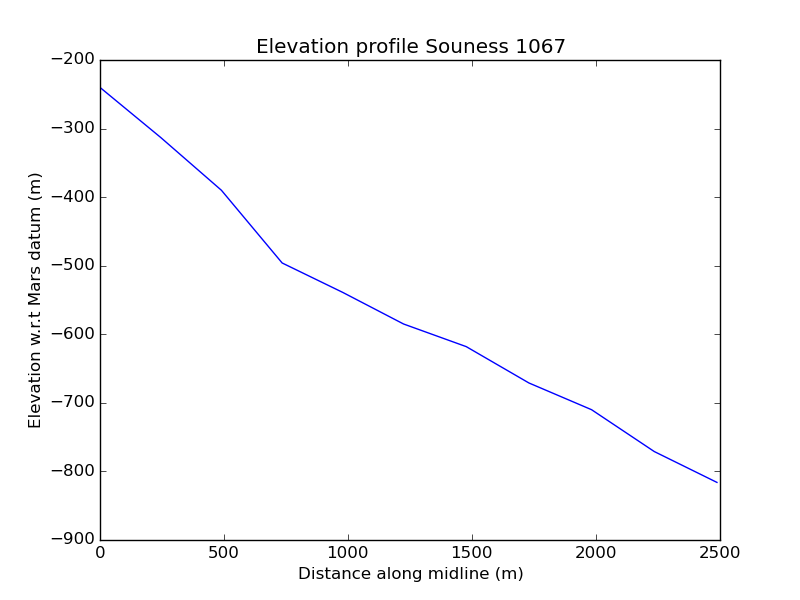 Elevation profile Souness 1067
Elevation w.r.t Mars datum (m)
−200
−300
−400
−500
−600
−700
−800
−900
0 500 1000 1500 2000 2500
Distance along midline (m)